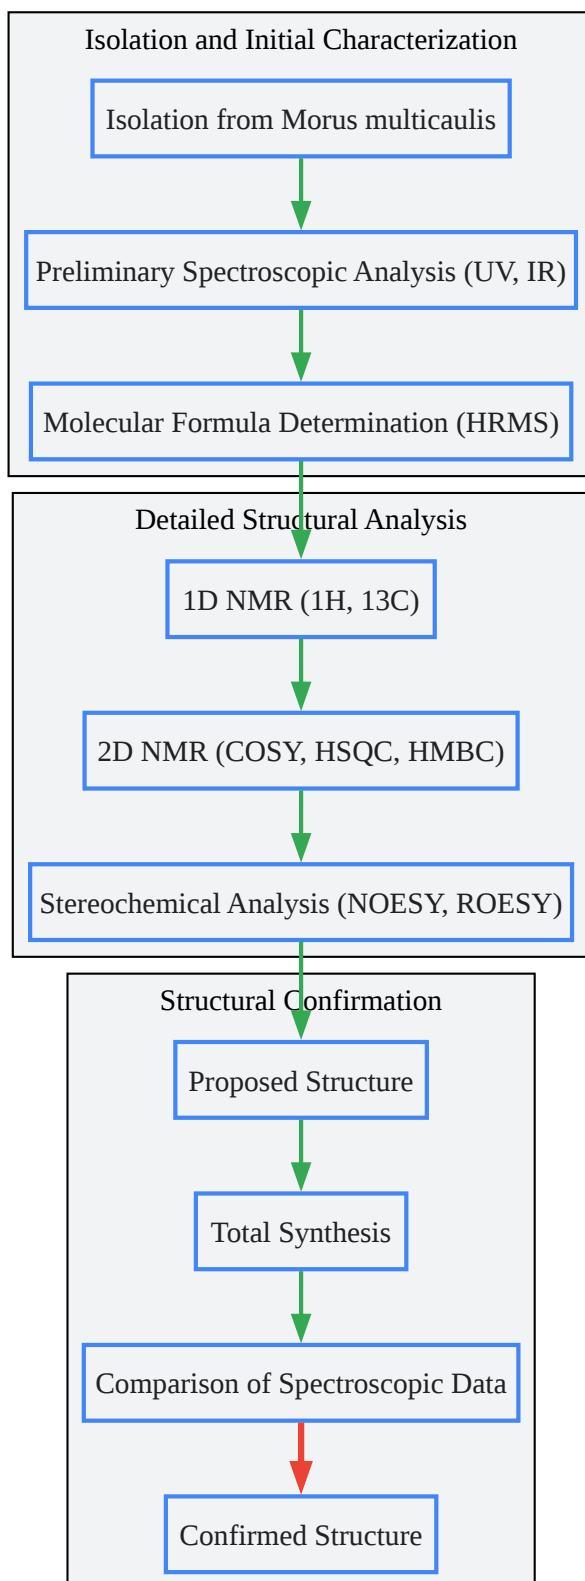 Isolation and Initial Characterization
Isolation from Morus multicaulis
Preliminary Spectroscopic Analysis (UV, IR)
Molecular Formula Determination (HRMS)
Detailed Structural Analysis
1D NMR (1H, 13C)
2D NMR (COSY, HSQC, HMBC)
Stereochemical Analysis (NOESY, ROESY)
Structural Confirmation
Proposed Structure
Total Synthesis
Comparison of Spectroscopic Data
Confirmed Structure